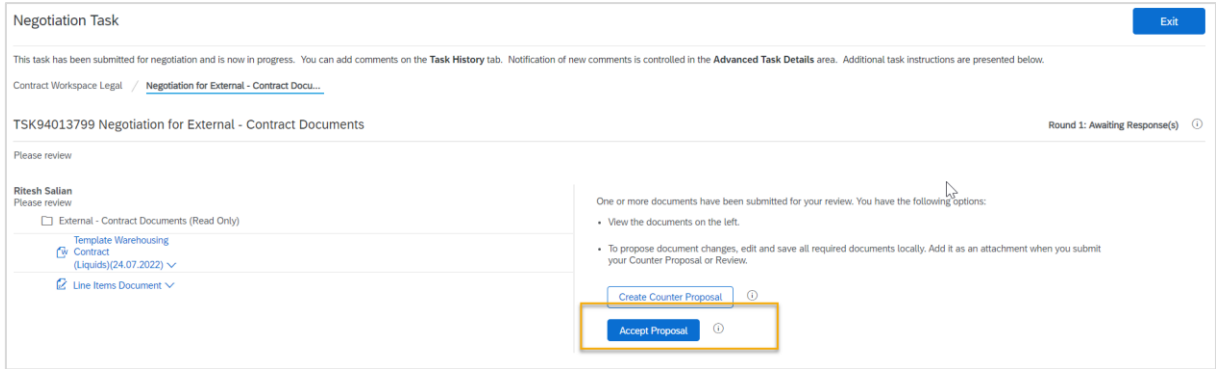 Negotiation Task
Exit
This task has been submitted for negotiation and is now in progress. You can add comments on the Task History tab. Notification of new comments is controlled in the Advanced Task Details area. Additional task instructions are presented below.
Contract Workspace Legal / Negotiation for External - Contract Docu...
TSK94013799 Negotiation for External - Contract Documents
Round 1: Awaiting Response(s)
Please review
Ritesh Salian
Please review
External - Contract Documents (Read Only)
Template Warehousing
Contract
(Liquids)(24.07.2022)
Line Items Document
One or more documents have been submitted for your review. You have the following options:
• View the documents on the left.
• To propose document changes, edit and save all required documents locally. Add it as an attachment when you submit
your Counter Proposal or Review.
Create Counter Proposal
Accept Proposal